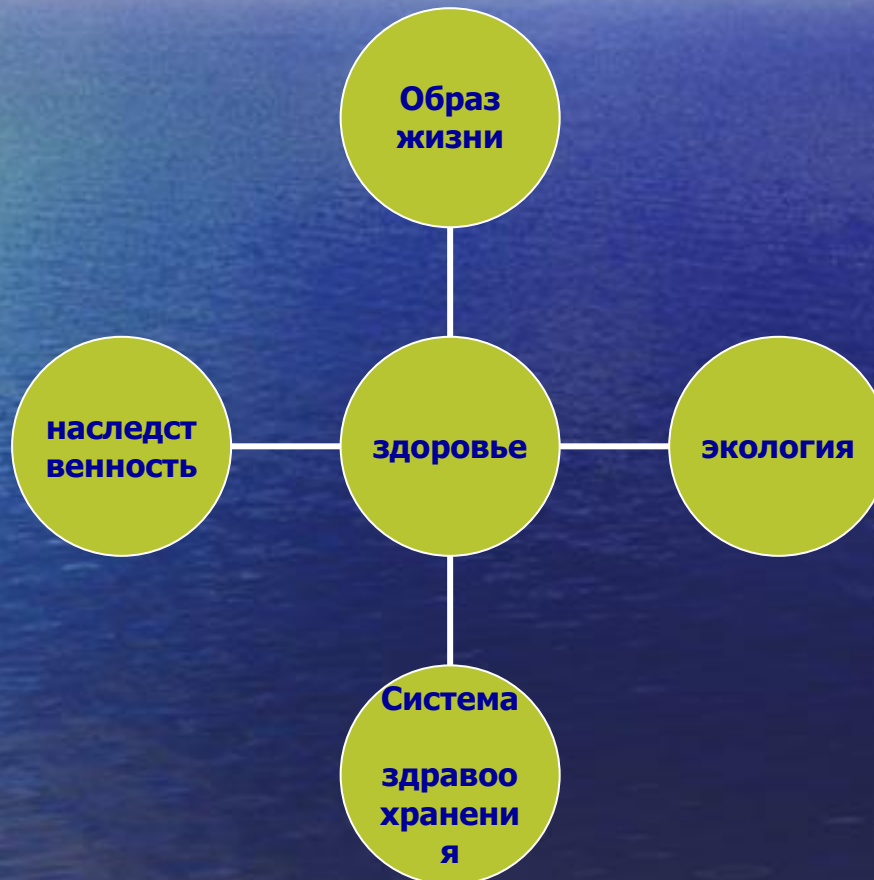 Образ
жизни
наследст
венность
здоровье
экология
Система
здравоо
хранени
я